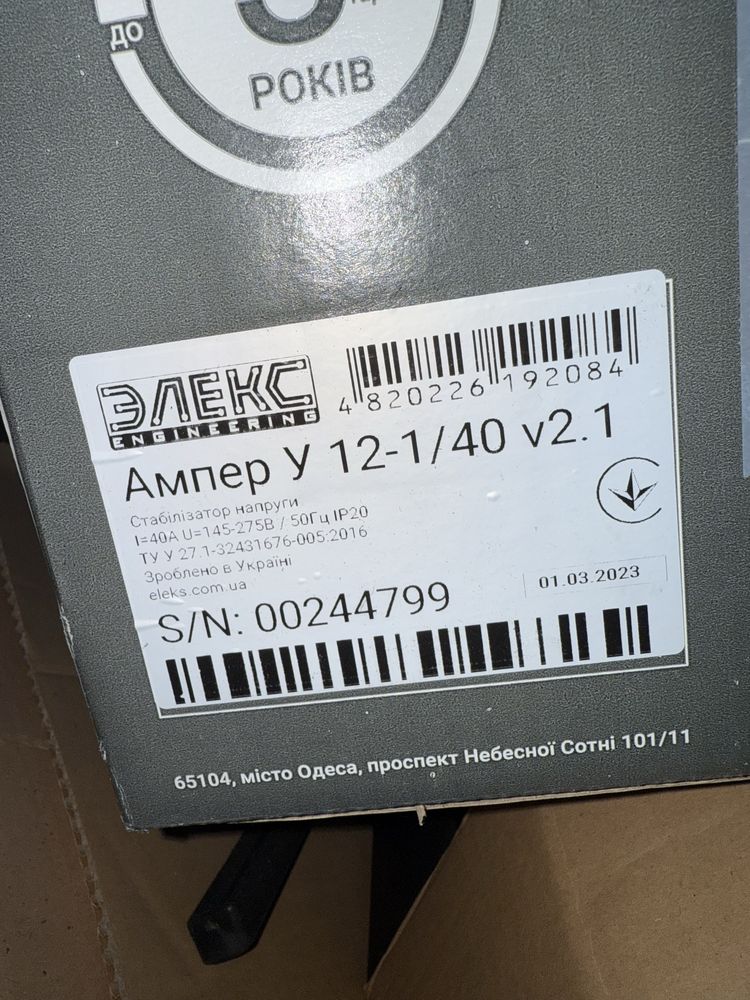 ДО
РОКІВ
ЭЛЕКС
ENGINEERING
4 820226 192084
Ампер У 12-1/40 v2.1
Стабілізатор напруги
I=40A U=145-275В / 50Гц IP20
ТУ У 27.1-32431676-005:2016
Зроблено в Україні
eleks.com.ua
01.03.2023
S/N: 00244799
65104, місто Одеса, проспект Небесної Сотні 101/11